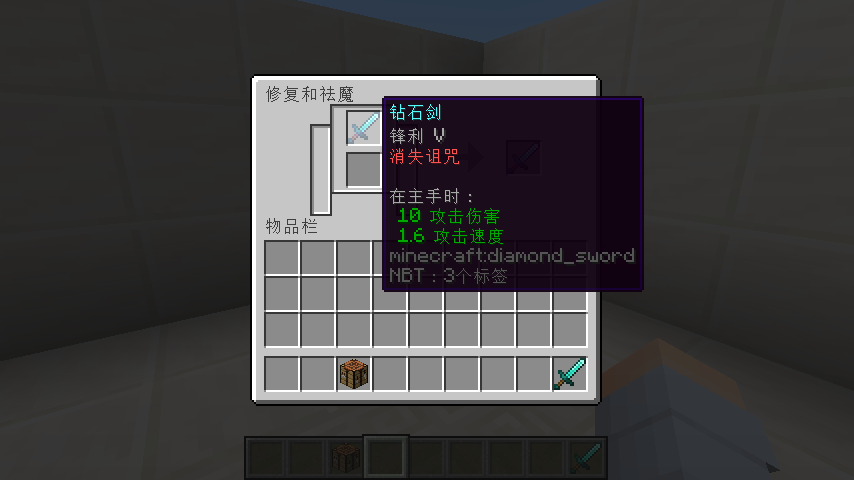 修复和祛魔
钻石剑
锋利 V
消失诅咒
在主手时：
10 攻击伤害
1.6 攻击速度
minecraft:diamond_sword
NBT：3个标签
物品栏